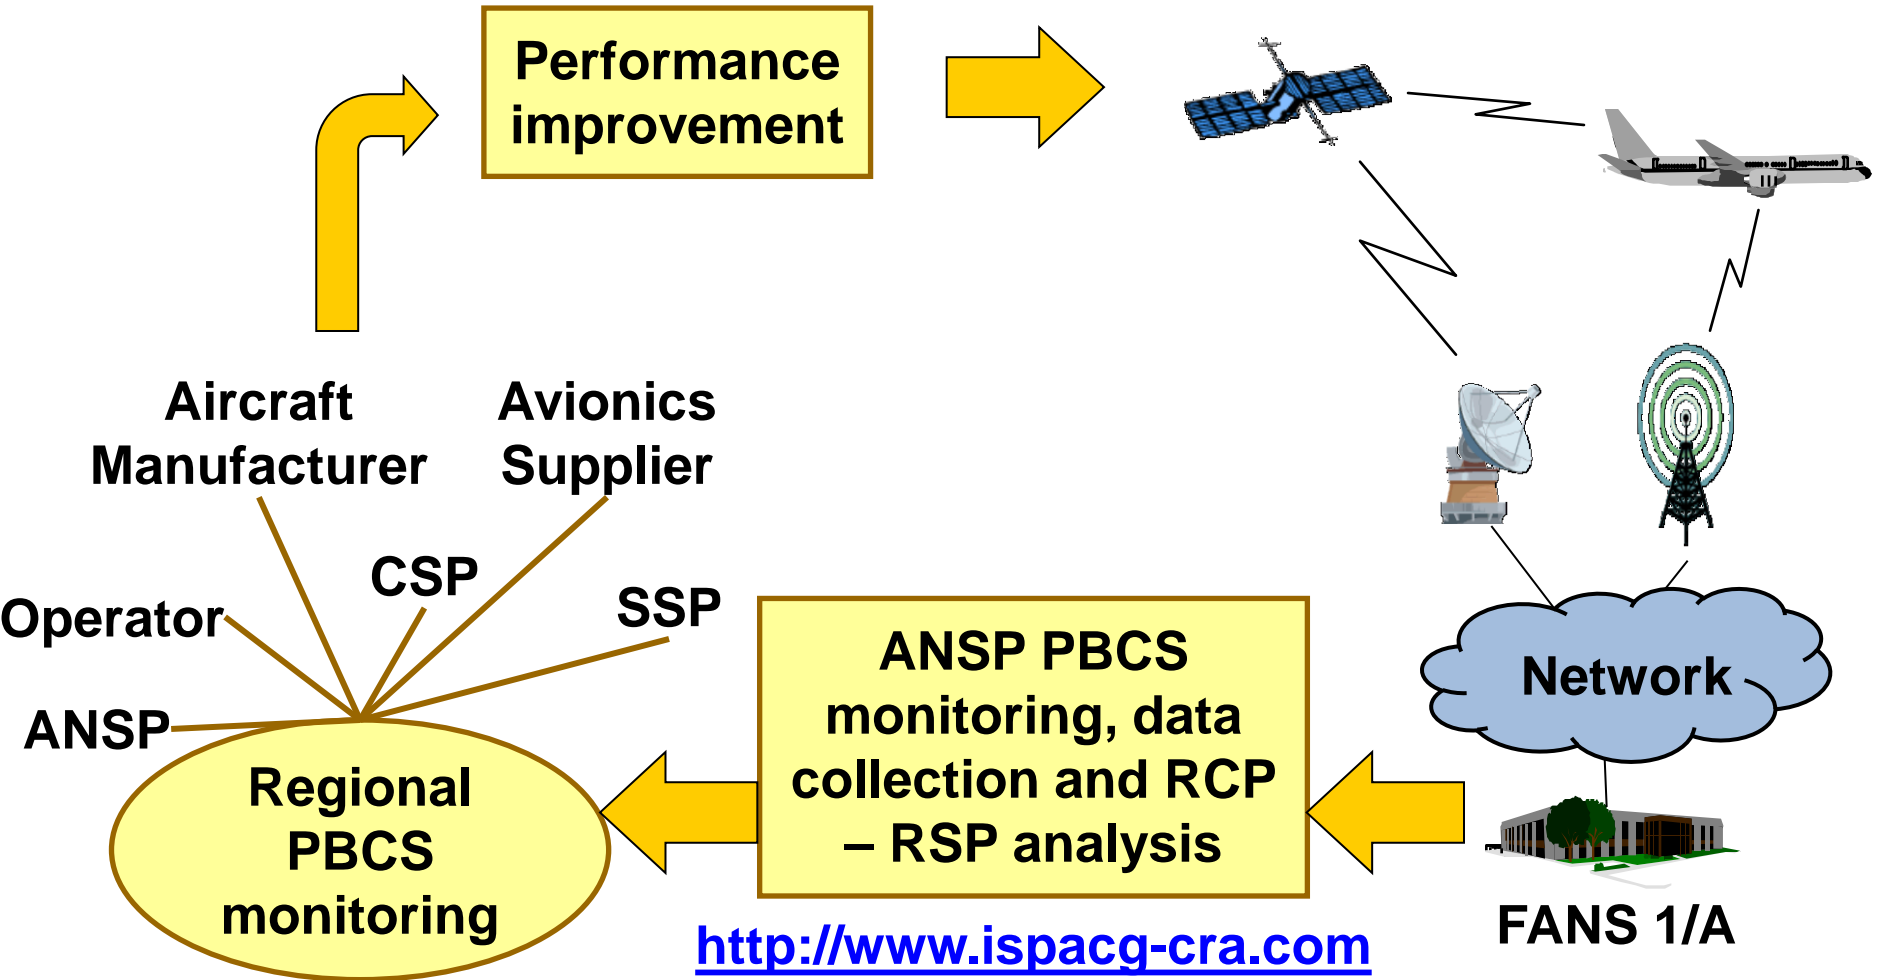 Performance
improvement
Aircraft
Manufacturer
Avionics
Supplier
CSP
Operator
SSP
ANSP
Regional
PBCS
monitoring
ANSP PBCS
monitoring, data
collection and RCP
– RSP analysis
http://www.ispacg-cra.com
Network
FANS 1/A